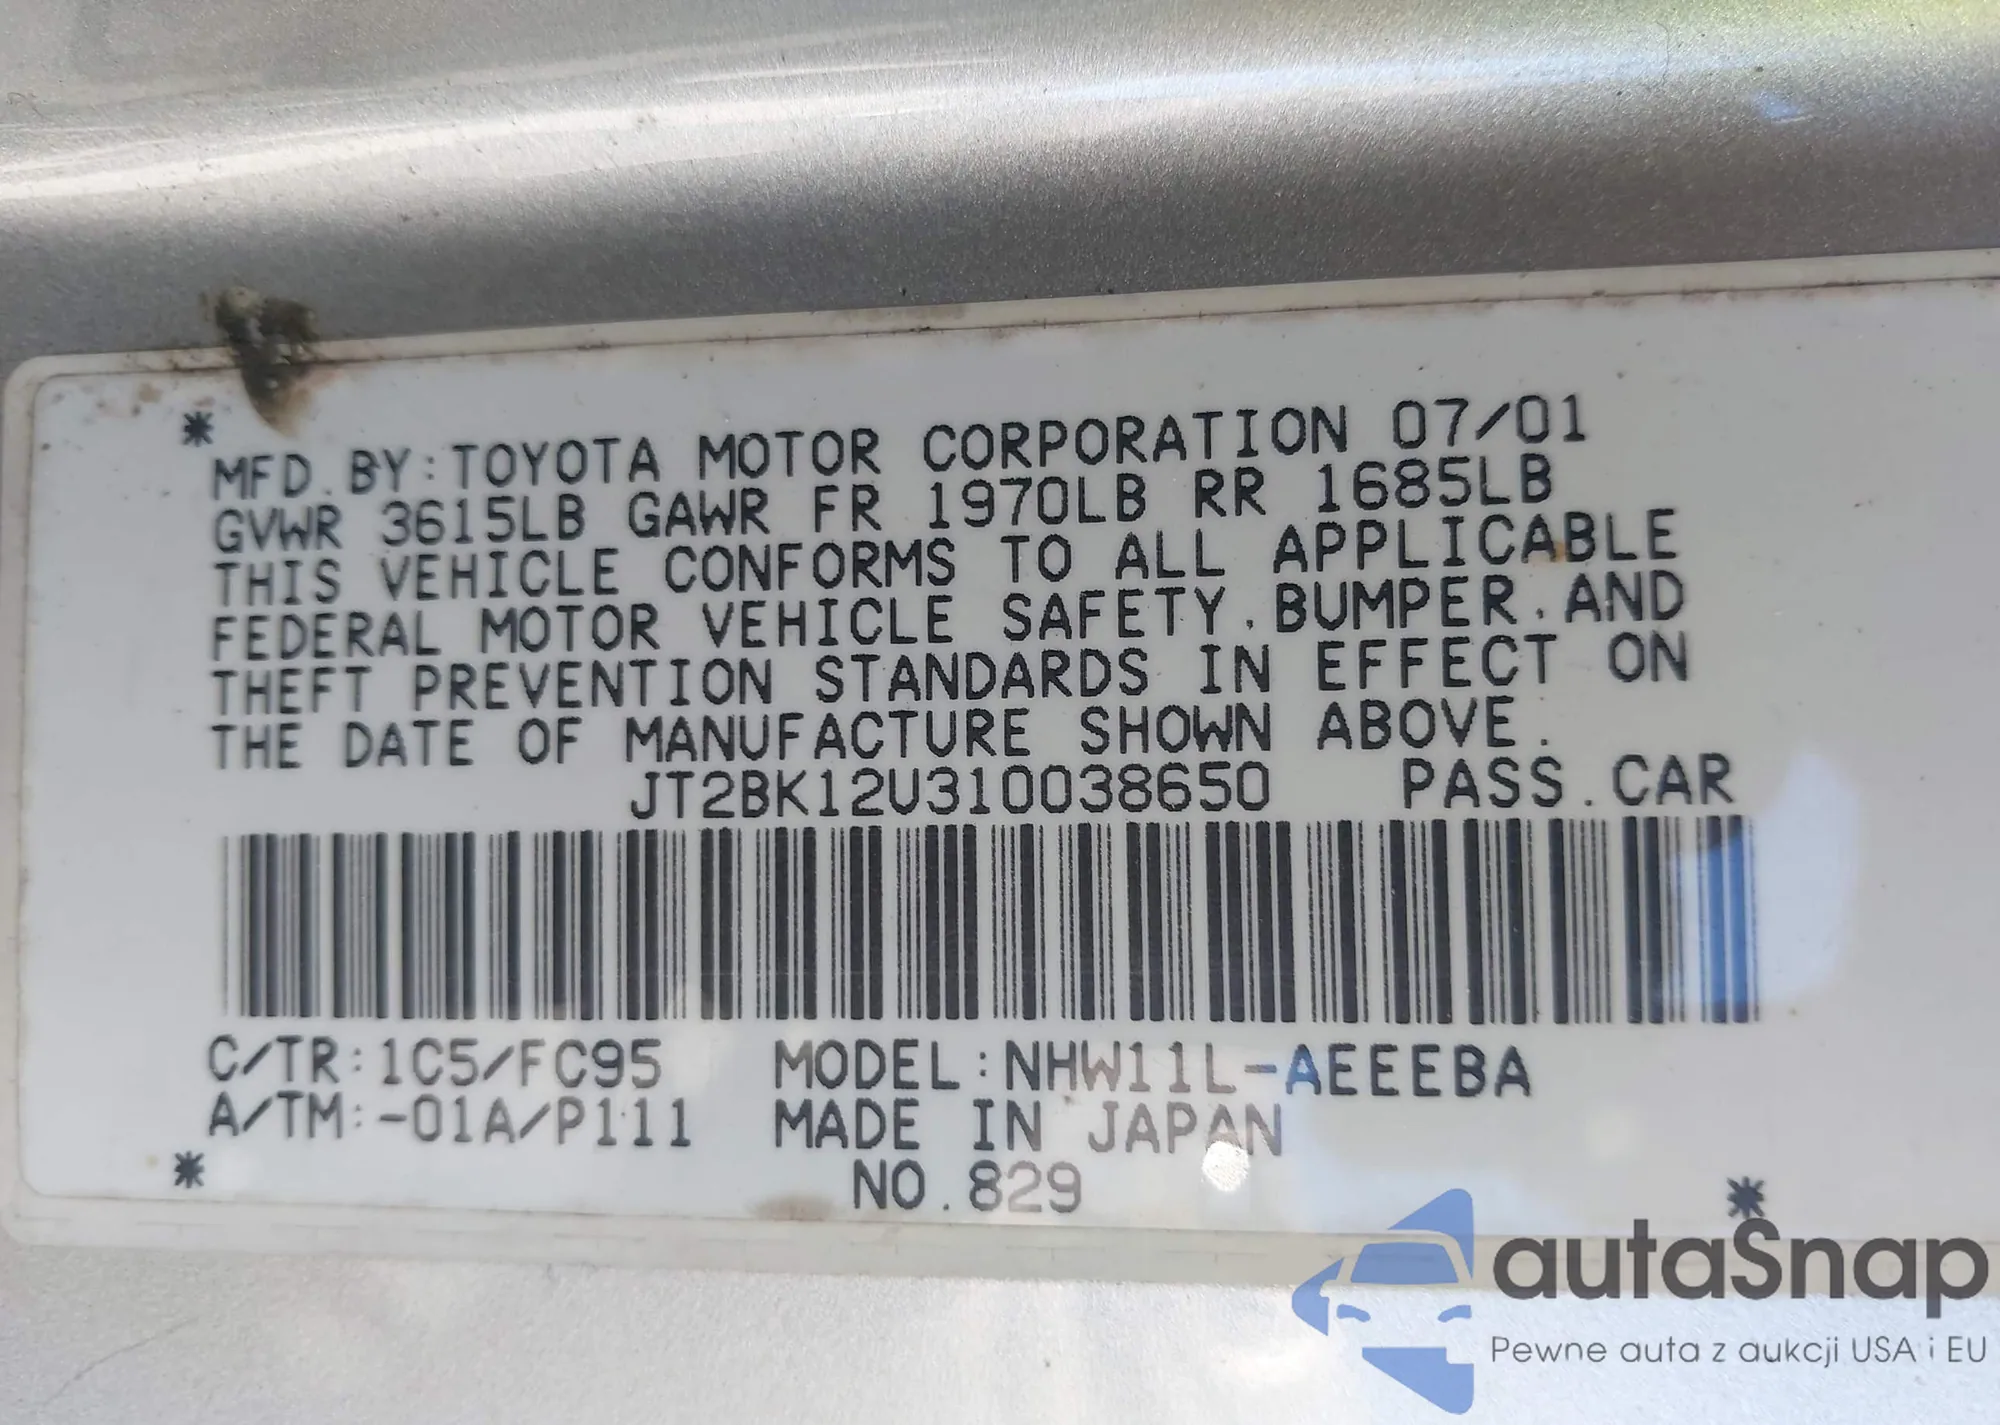 *
MFD.BY:TOYOTA MOTOR CORPORATION 07/01
GVWR 3615LB GAWR FR 1970LB RR 1685LB
THIS VEHICLE CONFORMS TO ALL APPLICABLE
FEDERAL MOTOR VEHICLE SAFETY.BUMPER.AND
THEFT PREVENTION STANDARDS IN EFFECT ON
THE DATE OF MANUFACTURE SHOWN ABOVE.
JT2BK12U310038650 PASS.CAR
C/TR:1C5/FC95 MODEL:NHW11L-AEEEBA
A/TM:-01A/P111 MADE IN JAPAN
* NO.829 *
autaSnap
Pewne auta z aukcji USA i EU